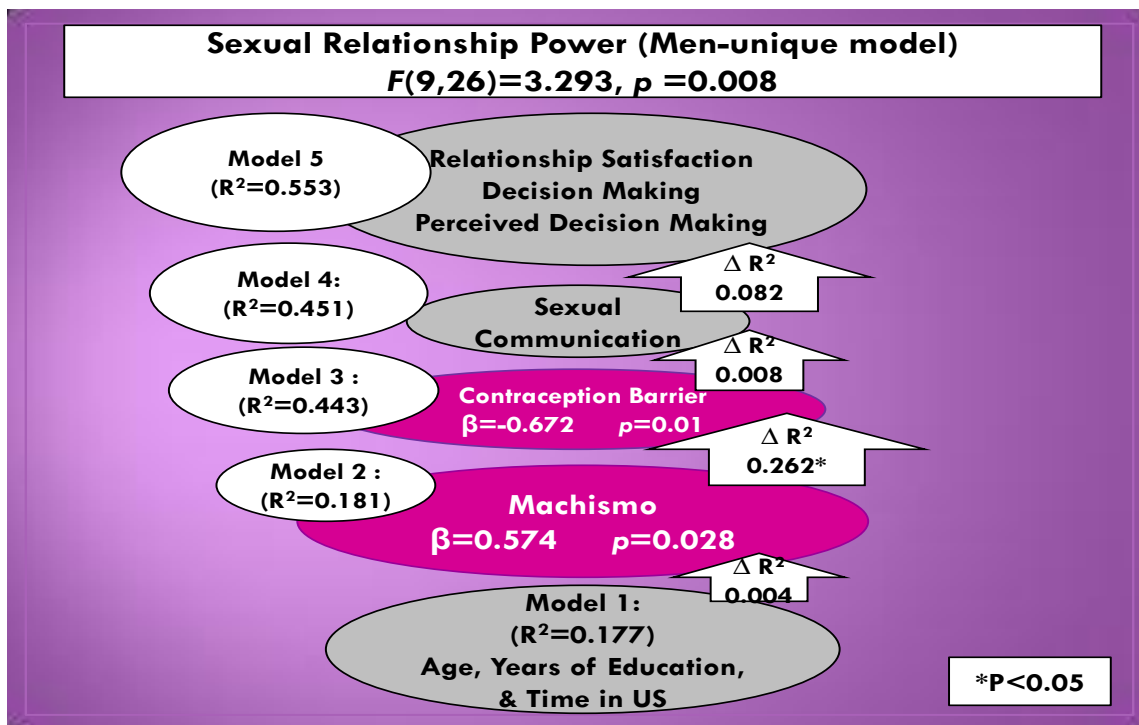 Sexual Relationship Power (Men-unique model)
F(9,26)=3.293, p =0.008
Model 5
(R²=0.553)
Relationship Satisfaction
Decision Making
Perceived Decision Making
Δ R²
0.082
Model 4:
(R²=0.451)
Sexual
Communication
Δ R²
0.008
Model 3 :
(R²=0.443)
Contraception Barrier
β=-0.672 p=0.01
Δ R²
0.262*
Model 2 :
(R²=0.181)
Machismo
β=0.574 p=0.028
Δ R²
0.004
Model 1:
(R²=0.177)
Age, Years of Education,
& Time in US
*P<0.05